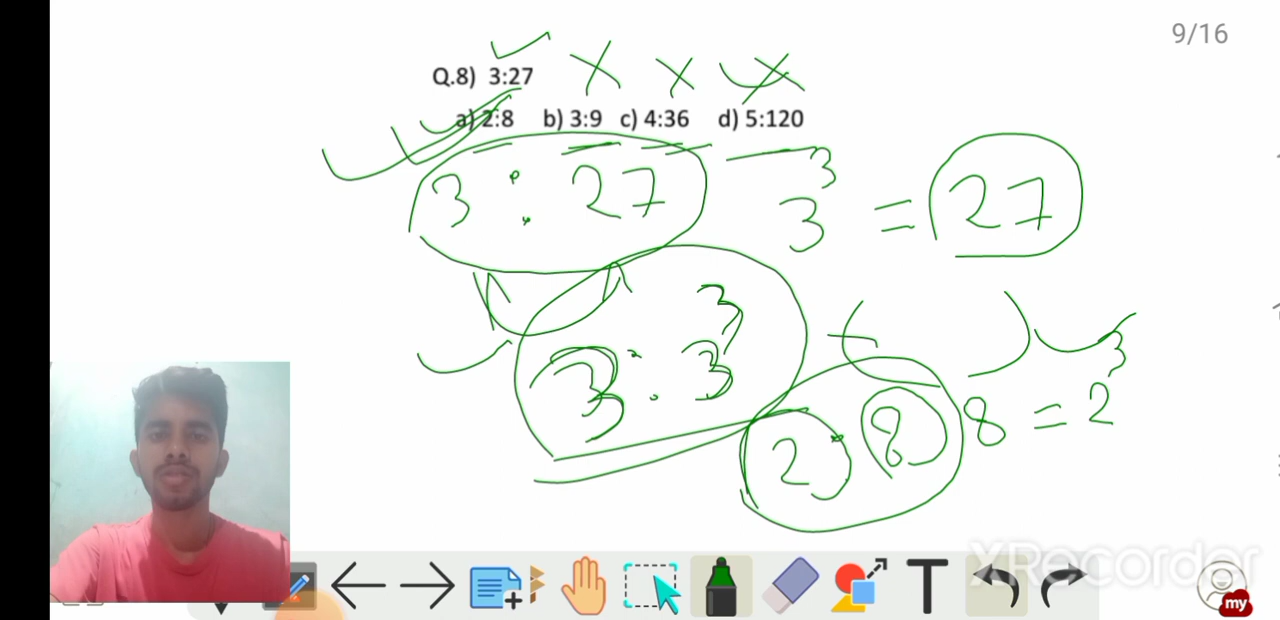 9/16
Q.8) 3:27
a) 2:8 b) 3:9 c) 4:36 d) 5:120
3 : 27 3³ = 27
3 : 3³
2 : 8 8 = 2³
T
XRecorder
my